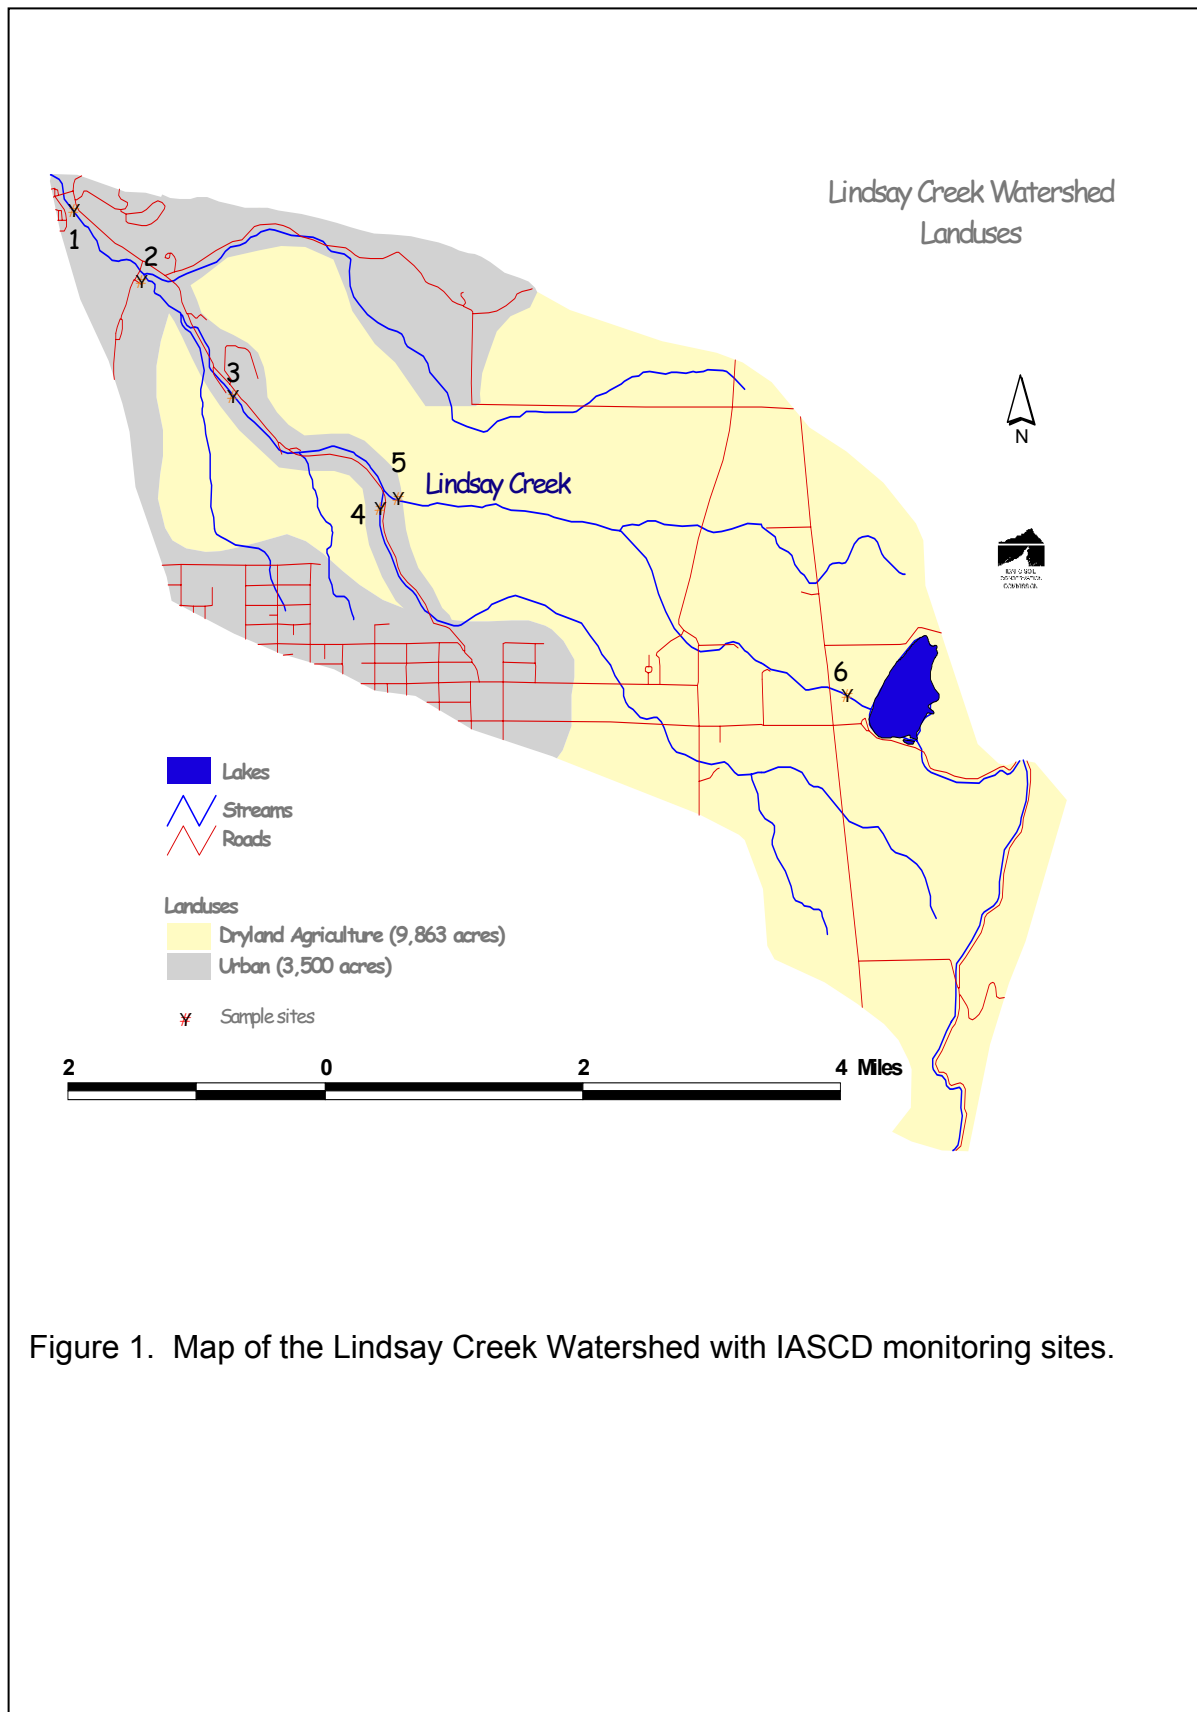 Lindsay Creek Watershed
Landuses
1
2
3
5
Lindsay Creek
4
N
6
Lakes
Streams
Roads
Landuses
Dryland Agriculture (9,863 acres)
Urban (3,500 acres)
Sample sites
2 0 2 4 Miles
Figure 1. Map of the Lindsay Creek Watershed with IASCD monitoring sites.